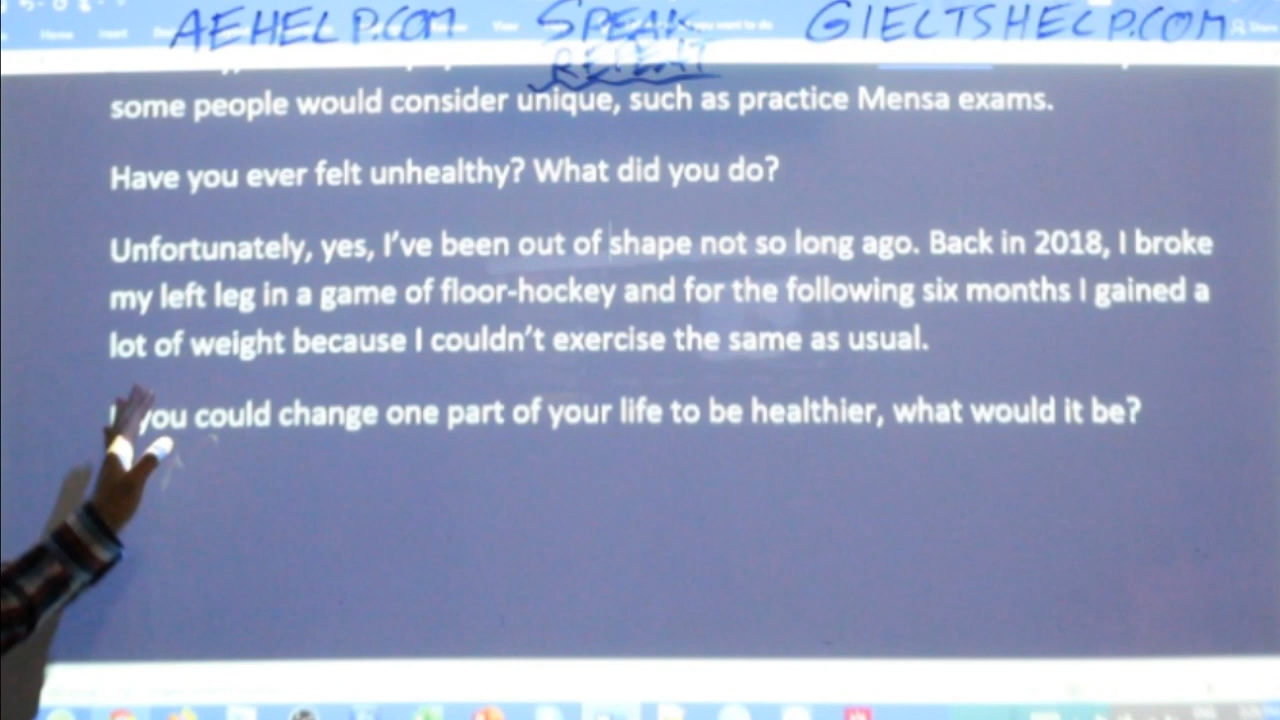 Home Insert
AEHELP.COM SPEAK GIELTSHELP.COM
REPEAT
some people would consider unique, such as practice Mensa exams.
Have you ever felt unhealthy? What did you do?
Unfortunately, yes, I've been out of shape not so long ago. Back in 2018, I broke
my left leg in a game of floor-hockey and for the following six months I gained a
lot of weight because I couldn't exercise the same as usual.
you could change one part of your life to be healthier, what would it be?